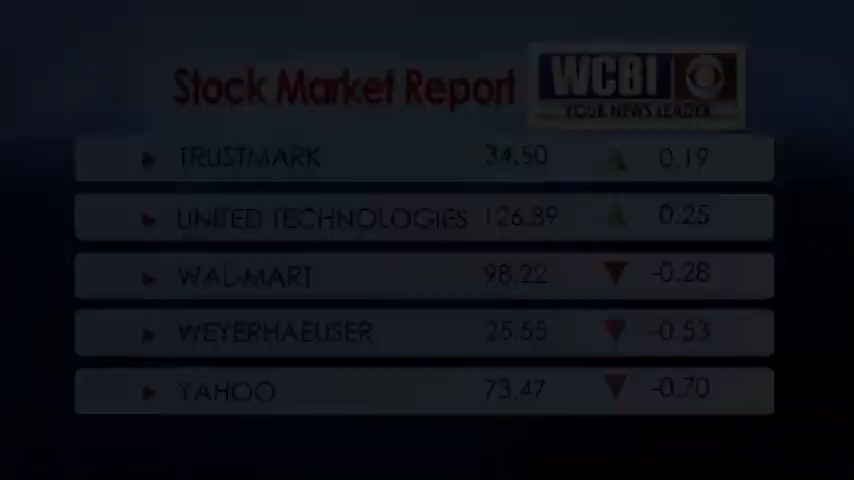 Stock Market Report
WCBI
YOUR NEWS LEADER
TRUSTMARK 34.50 0.19
UNITED TECHNOLOGIES 126.89 0.25
WAL-MART 98.22 -0.28
WEYERHAEUSER 25.55 -0.53
YAHOO 73.47 -0.70